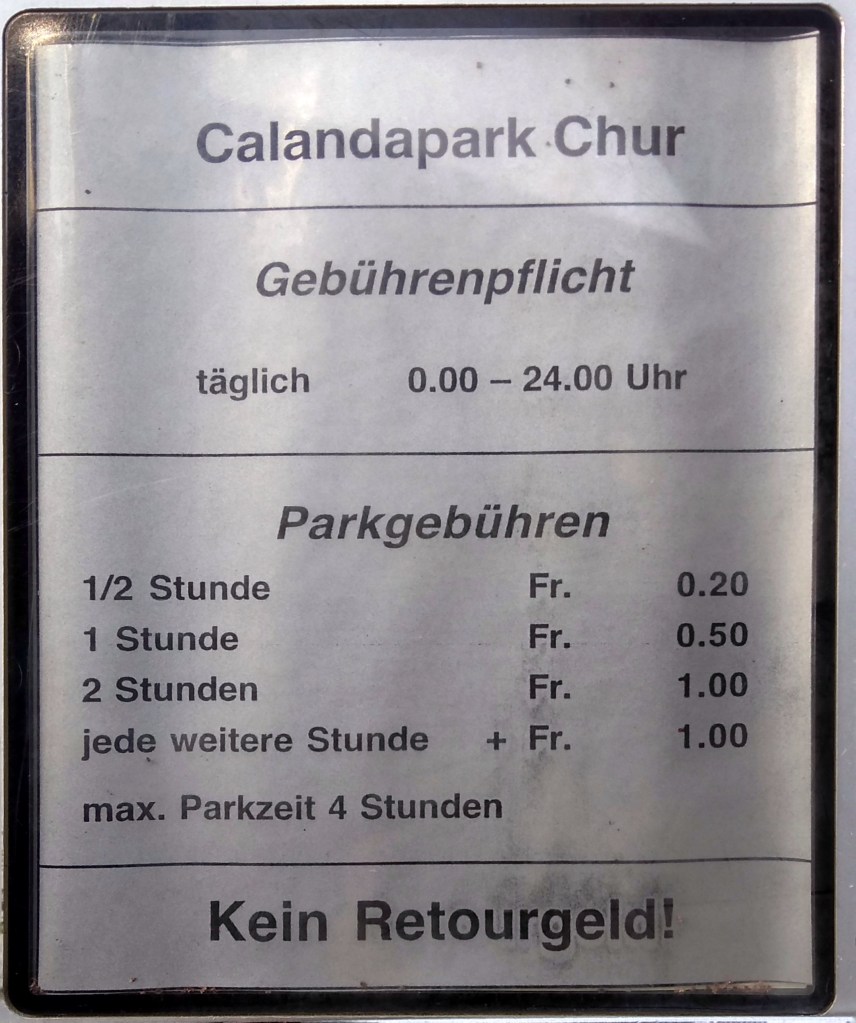 Calandapark Chur
Gebührenpflicht
täglich 0.00 – 24.00 Uhr
Parkgebühren
1/2 Stunde Fr. 0.20
1 Stunde Fr. 0.50
2 Stunden Fr. 1.00
jede weitere Stunde + Fr. 1.00
max. Parkzeit 4 Stunden
Kein Retourgeld!